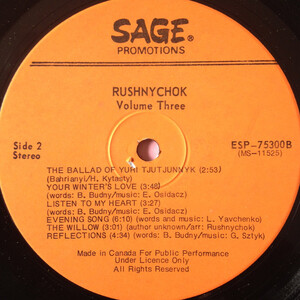 SAGE®
PROMOTIONS
RUSHNYCHOK
Volume Three
Side 2
Stereo
ESP-75300B
(MS-11525)
THE BALLAD OF YURI TJUTJUNNYK (2:53)
(Bahrianyi/H. Kytasty)
YOUR WINTER'S LOVE (3:48)
(words: B. Budny/music: E. Osidacz)
LISTEN TO MY HEART (3:27)
(words: B. Budny/music: E. Osidacz)
EVENING SONG (6:10) (words and music: L. Yavchenko)
THE WILLOW (3:01) (author unknown/arr: Rushnychok)
REFLECTIONS (4:34) (words: B. Budny/music: G. Sztyk)
Made in Canada For Public Performance
Under Licence Only
All Rights Reserved